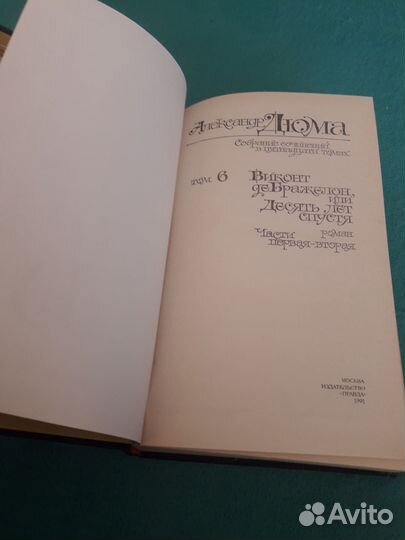 Александр Дюма
Собрание сочинений
в двенадцати томах
том 6
Виконт
де Бражелон,
или
Десять лет
спустя
роман
Части
первая-вторая
МОСКВА
ИЗДАТЕЛЬСТВО
«ПРАВДА»
1991
Avito